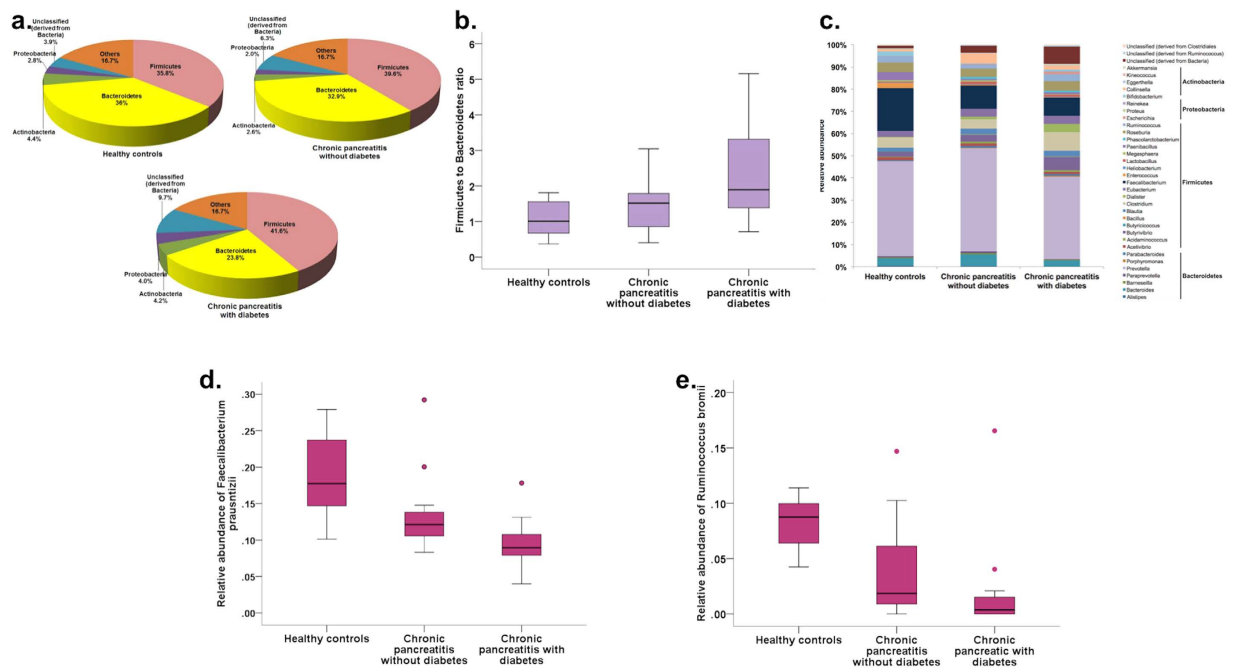 a.
Unclassified
(derived from
Bacteria)
3.9%
Proteobacteria
2.8%
Others
16.7%
Firmicutes
35.8%
Bacteroidetes
36%
Actinobacteria
4.4%
Healthy controls
Unclassified
(derived from
Bacteria)
6.3%
Proteobacteria
2.0%
Others
16.7%
Firmicutes
39.6%
Bacteroidetes
32.9%
Actinobacteria
2.6%
Chronic pancreatitis
without diabetes
Unclassified
(derived from
Bacteria)
9.7%
Others
16.7%
Firmicutes
41.6%
Bacteroidetes
23.8%
Proteobacteria
4.0%
Actinobacteria
4.2%
Chronic pancreatitis
with diabetes
b.
Firmicutes to Bacteroidetes ratio
6
5
4
3
2
1
0
Healthy controls
Chronic
pancreatitis
without diabetes
Chronic
pancreatitis with
diabetes
c.
Relative abundance
100%
90%
80%
70%
60%
50%
40%
30%
20%
10%
0%
Healthy controls
Chronic pancreatitis
without diabetes
Chronic pancreatitis
with diabetes
Unclassified (derived from Clostridiales
Unclassified (derived from Ruminococcus)
Unclassified (derived from Bacteria)
Akkermansia
Kineococcus
Eggerthella
Collinsella
Bifidobacterium
Reinekea
Proteus
Escherichia
Ruminococcus
Roseburia
Phascolarctobacterium
Paenibacillus
Megasphaera
Lactobacillus
Heliobacterium
Enterococcus
Faecalibacterium
Eubacterium
Dialister
Clostridium
Blautia
Bacillus
Butyricicoccus
Butyrivibrio
Acidaminococcus
Acetivibrio
Parabacteroides
Porphyromonas
Prevotella
Paraprevotella
Barnesiella
Bacteroides
Alistipes
Actinobacteria
Proteobacteria
Firmicutes
Bacteroidetes
d.
Relative abundance of Faecalibacterium
prausntizii
.30
.25
.20
.15
.10
.05
.00
Healthy controls
Chronic
pancreatitis
without diabetes
Chronic
pancreatitis with
diabetes
e.
Relative abundance of Ruminococcus bromii
.20
.15
.10
.05
.00
Healthy controls
Chronic
pancreatitis
without diabetes
Chronic
pancreatic with
diabetes